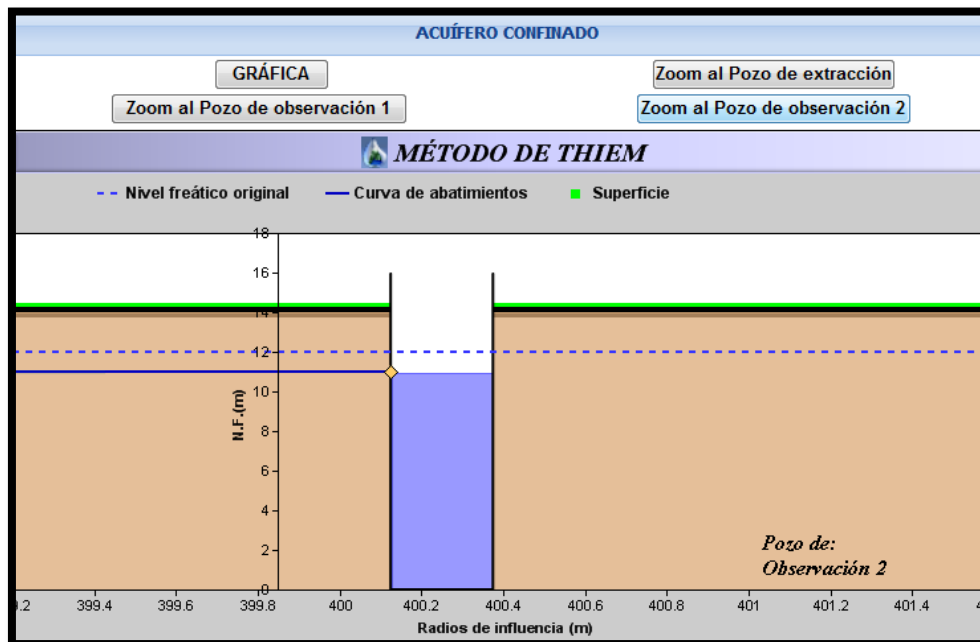 ACUÍFERO CONFINADO
GRÁFICA
Zoom al Pozo de extracción
Zoom al Pozo de observación 1
Zoom al Pozo de observación 2
MÉTODO DE THIEM
Nivel freático original
Curva de abatimientos
Superficie
18
16
14
12
10
8
6
4
2
0
N.F.(m)
Pozo de:
Observación 2
399.4 399.6 399.8 400 400.2 400.4 400.6 400.8 401 401.2 401.4
Radios de influencia (m)